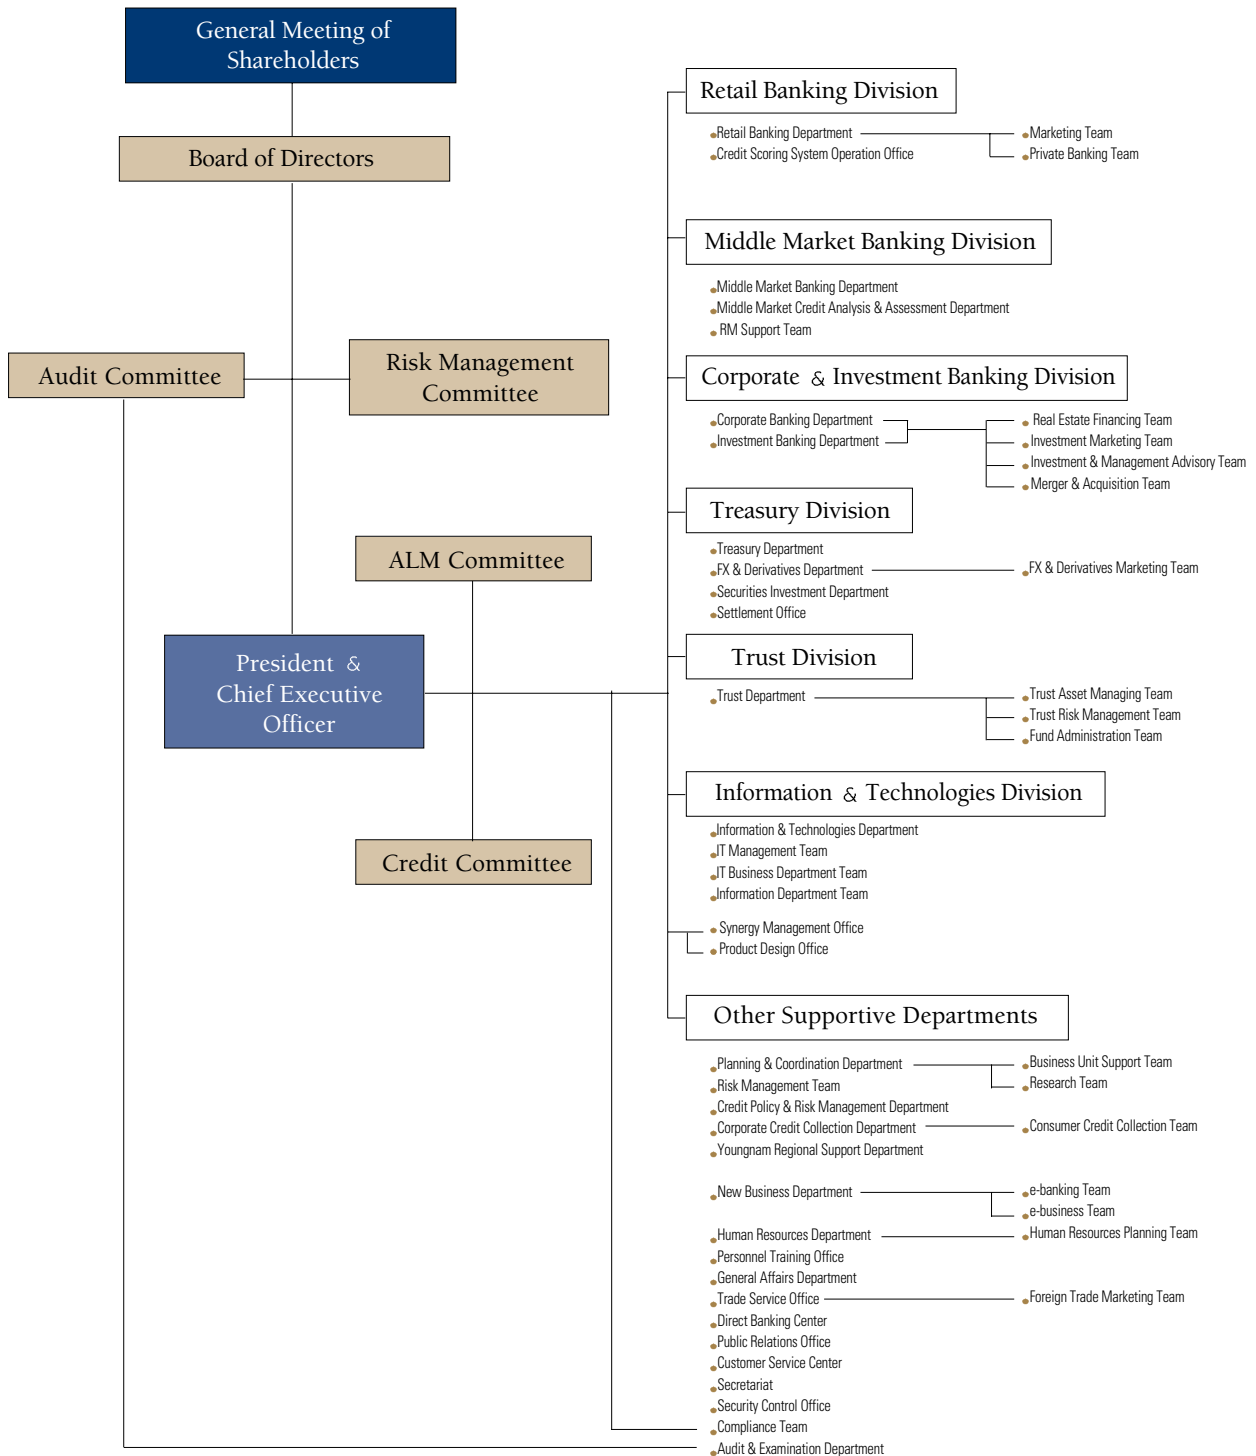 General Meeting of
Shareholders
Board of Directors
Audit Committee
Risk Management
Committee
ALM Committee
President &
Chief Executive
Officer
Credit Committee
Retail Banking Division
Retail Banking Department
Marketing Team
Credit Scoring System Operation Office
Private Banking Team
Middle Market Banking Division
Middle Market Banking Department
Middle Market Credit Analysis & Assessment Department
RM Support Team
Corporate & Investment Banking Division
Corporate Banking Department
Real Estate Financing Team
Investment Banking Department
Investment Marketing Team
Investment & Management Advisory Team
Merger & Acquisition Team
Treasury Division
Treasury Department
FX & Derivatives Department
FX & Derivatives Marketing Team
Securities Investment Department
Settlement Office
Trust Division
Trust Department
Trust Asset Managing Team
Trust Risk Management Team
Fund Administration Team
Information & Technologies Division
Information & Technologies Department
IT Management Team
IT Business Department Team
Information Department Team
Synergy Management Office
Product Design Office
Other Supportive Departments
Planning & Coordination Department
Business Unit Support Team
Risk Management Team
Research Team
Credit Policy & Risk Management Department
Corporate Credit Collection Department
Consumer Credit Collection Team
Youngnam Regional Support Department
New Business Department
e-banking Team
e-business Team
Human Resources Department
Human Resources Planning Team
Personnel Training Office
General Affairs Department
Trade Service Office
Foreign Trade Marketing Team
Direct Banking Center
Public Relations Office
Customer Service Center
Secretariat
Security Control Office
Compliance Team
Audit & Examination Department